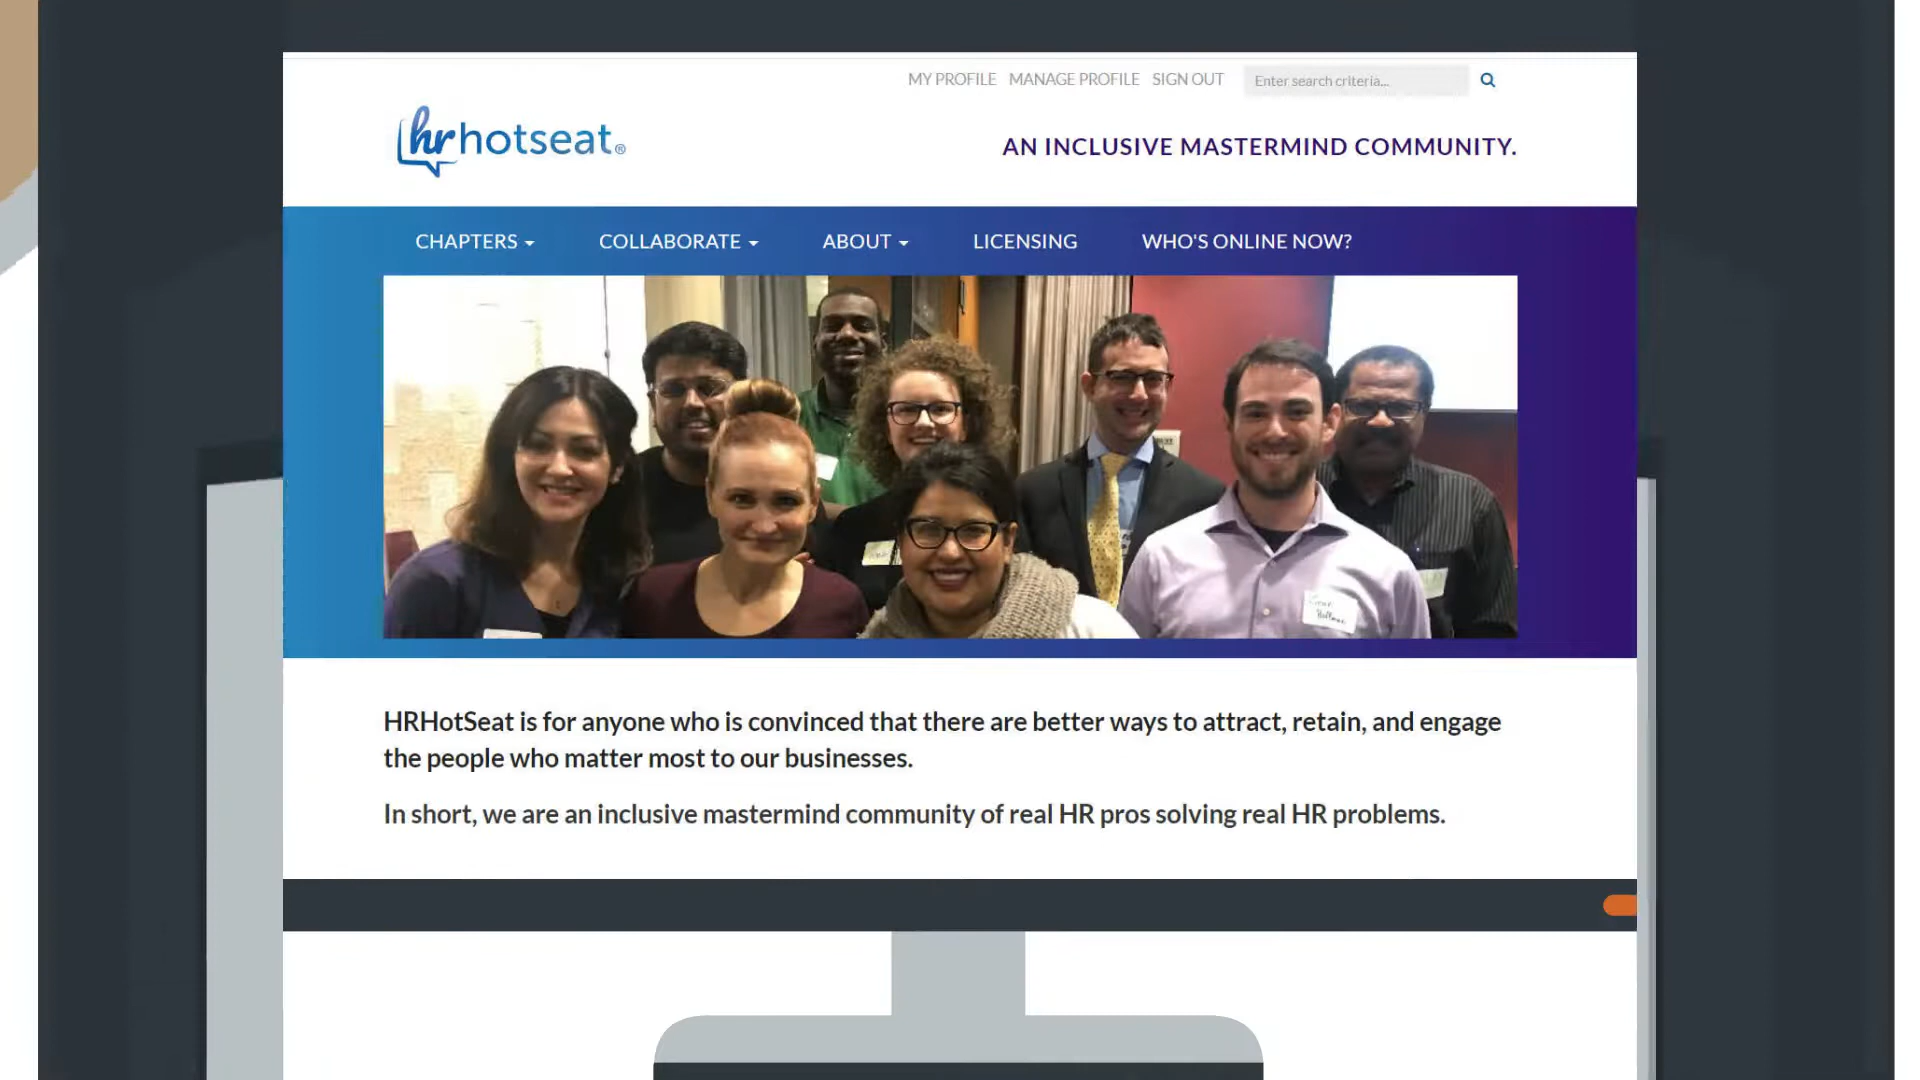 MY PROFILE MANAGE PROFILE SIGN OUT Enter search criteria...
hrhotseat®
AN INCLUSIVE MASTERMIND COMMUNITY.
CHAPTERS COLLABORATE ABOUT LICENSING WHO'S ONLINE NOW?
HRHotSeat is for anyone who is convinced that there are better ways to attract, retain, and engage
the people who matter most to our businesses.
In short, we are an inclusive mastermind community of real HR pros solving real HR problems.